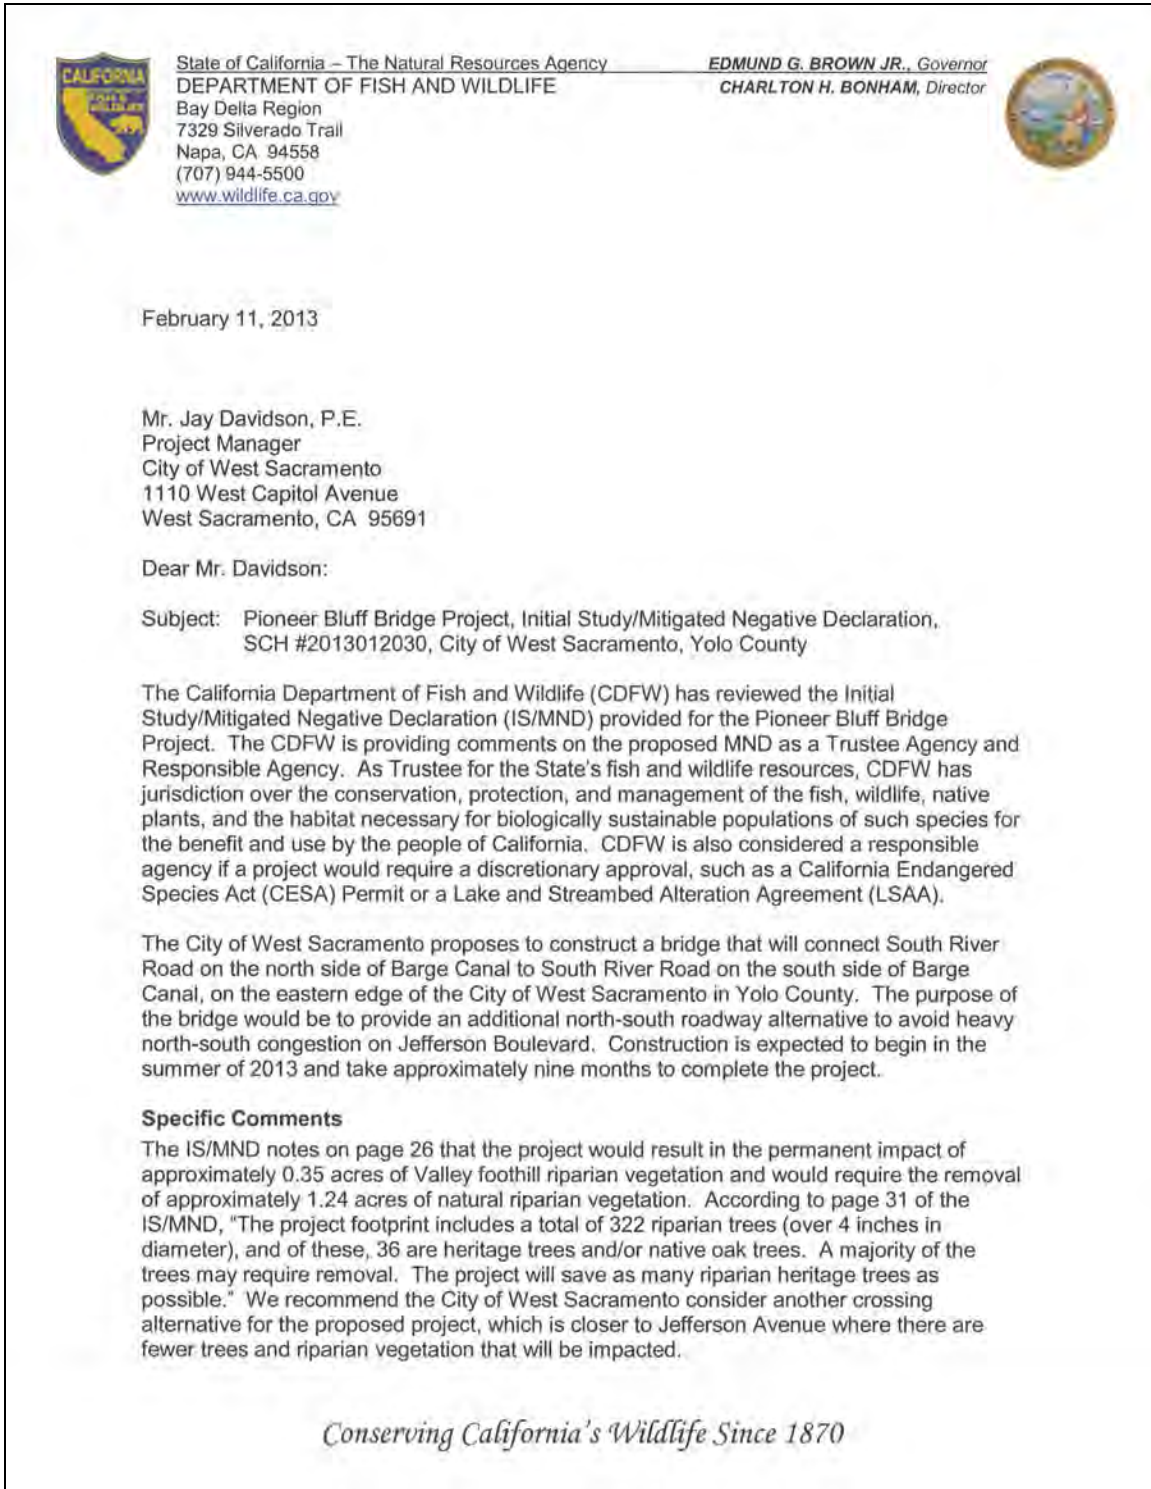 CALIFORNIA
FISH &
WILDLIFE
State of California – The Natural Resources Agency
DEPARTMENT OF FISH AND WILDLIFE
Bay Delta Region
7329 Silverado Trail
Napa, CA 94558
(707) 944-5500
www.wildlife.ca.gov
EDMUND G. BROWN JR., Governor
CHARLTON H. BONHAM, Director
February 11, 2013
Mr. Jay Davidson, P.E.
Project Manager
City of West Sacramento
1110 West Capitol Avenue
West Sacramento, CA 95691
Dear Mr. Davidson:
Subject: Pioneer Bluff Bridge Project, Initial Study/Mitigated Negative Declaration,
SCH #2013012030, City of West Sacramento, Yolo County
The California Department of Fish and Wildlife (CDFW) has reviewed the Initial
Study/Mitigated Negative Declaration (IS/MND) provided for the Pioneer Bluff Bridge
Project. The CDFW is providing comments on the proposed MND as a Trustee Agency and
Responsible Agency. As Trustee for the State's fish and wildlife resources, CDFW has
jurisdiction over the conservation, protection, and management of the fish, wildlife, native
plants, and the habitat necessary for biologically sustainable populations of such species for
the benefit and use by the people of California. CDFW is also considered a responsible
agency if a project would require a discretionary approval, such as a California Endangered
Species Act (CESA) Permit or a Lake and Streambed Alteration Agreement (LSAA).
The City of West Sacramento proposes to construct a bridge that will connect South River
Road on the north side of Barge Canal to South River Road on the south side of Barge
Canal, on the eastern edge of the City of West Sacramento in Yolo County. The purpose of
the bridge would be to provide an additional north-south roadway alternative to avoid heavy
north-south congestion on Jefferson Boulevard. Construction is expected to begin in the
summer of 2013 and take approximately nine months to complete the project.
Specific Comments
The IS/MND notes on page 26 that the project would result in the permanent impact of
approximately 0.35 acres of Valley foothill riparian vegetation and would require the removal
of approximately 1.24 acres of natural riparian vegetation. According to page 31 of the
IS/MND, "The project footprint includes a total of 322 riparian trees (over 4 inches in
diameter), and of these, 36 are heritage trees and/or native oak trees. A majority of the
trees may require removal. The project will save as many riparian heritage trees as
possible." We recommend the City of West Sacramento consider another crossing
alternative for the proposed project, which is closer to Jefferson Avenue where there are
fewer trees and riparian vegetation that will be impacted.
Conserving California's Wildlife Since 1870